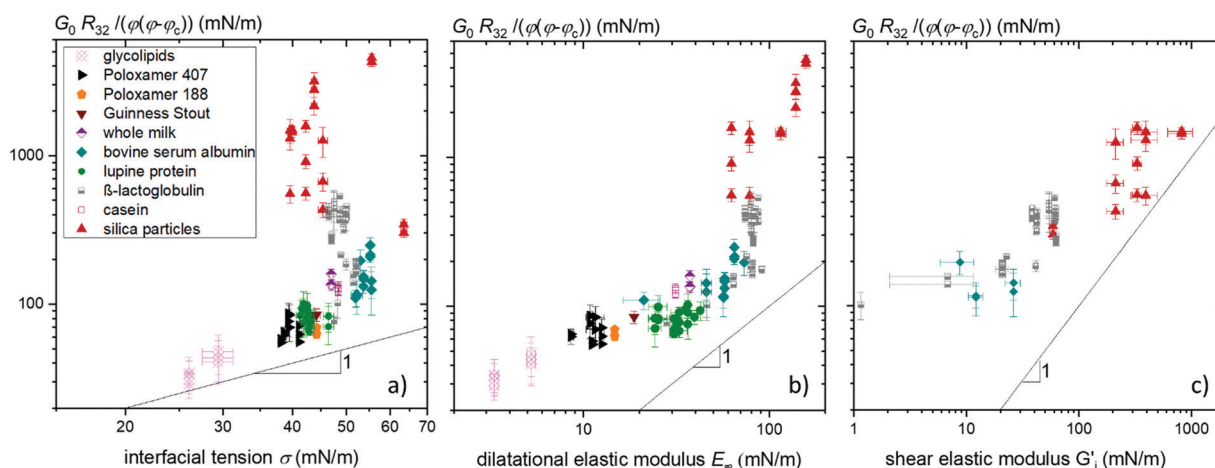 G₀ R₃₂ /(φ(φ-φc)) (mN/m)
G₀ R₃₂ /(φ(φ-φc)) (mN/m)
G₀ R₃₂ /(φ(φ-φc)) (mN/m)
glycolipids
Poloxamer 407
Poloxamer 188
Guinness Stout
whole milk
bovine serum albumin
lupine protein
ß-lactoglobulin
casein
silica particles
1000
100
1
a)
1
b)
1
c)
20
30
40
50
60
70
10
100
1
10
100
1000
interfacial tension σ (mN/m)
dilatational elastic modulus E∞ (mN/m)
shear elastic modulus G'ᵢ (mN/m)